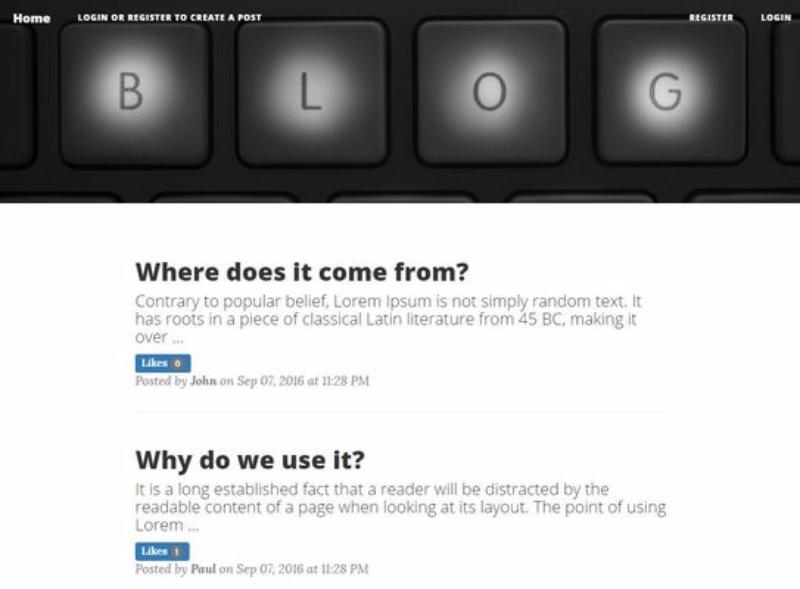 Home LOGIN OR REGISTER TO CREATE A POST REGISTER LOGIN
B L O G
Where does it come from?
Contrary to popular belief, Lorem Ipsum is not simply random text. It
has roots in a piece of classical Latin literature from 45 BC, making it
over ...
Likes 0
Posted by John on Sep 07, 2016 at 11:28 PM
Why do we use it?
It is a long established fact that a reader will be distracted by the
readable content of a page when looking at its layout. The point of using
Lorem ...
Likes 1
Posted by Paul on Sep 07, 2016 at 11:28 PM